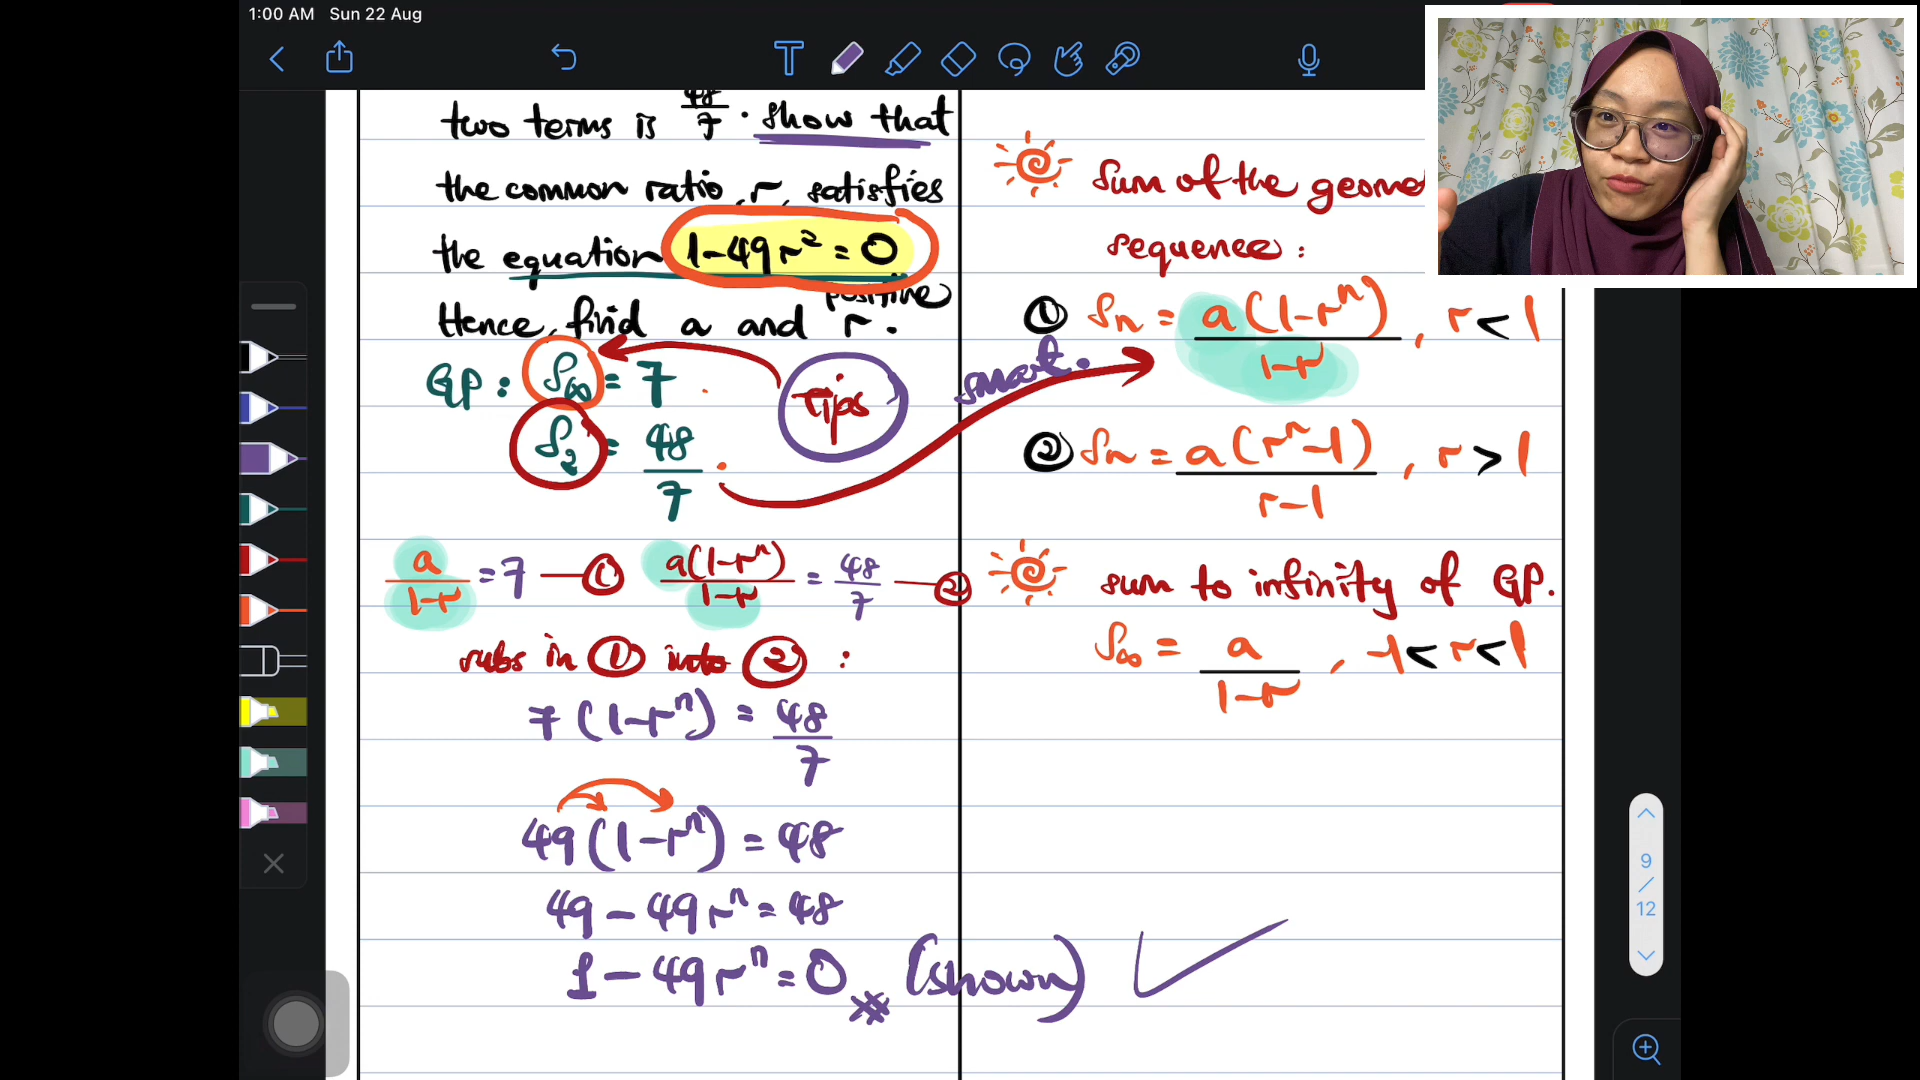 1:00 AM Sun 22 Aug
two terms is 48/7 . show that
the common ratio, r, satisfies
the equation 1-49r² = 0
positive
Hence, find a and r.
GP : S∞ = 7
Tips
S₂ = 48/7
a/1-r = 7 — ① a(1-rⁿ)/1-r = 48/7 — ②
subs in ① into ② :
7(1-rⁿ) = 48/7
49(1-rⁿ) = 48
49 - 49rⁿ = 48
1 - 49rⁿ = 0 (shown)
Sum of the
sequence :
① Sn = a(1-rⁿ)/1-r , r < 1
smart.
② Sn = a(rⁿ-1)/r-1 , r > 1
sum to infinity of GP.
S∞ = a/1-r , -1 < r < 1
9
/
12